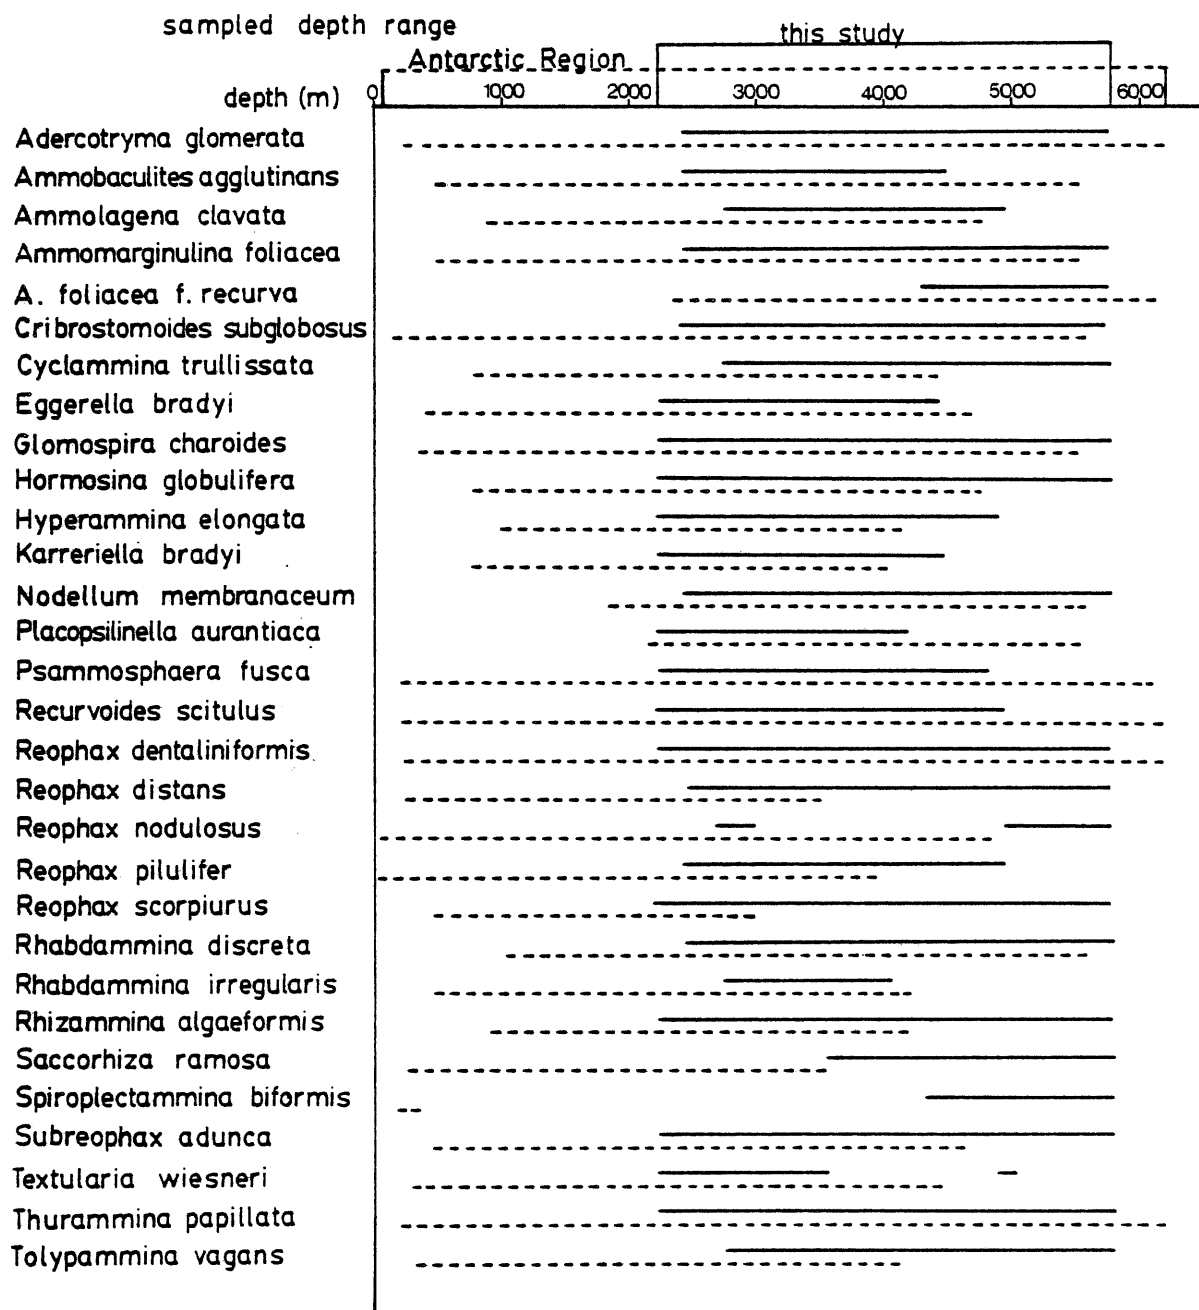 sampled depth range
this study
Antarctic Region
depth (m) 0 1000 2000 3000 4000 5000 6000
Adercotryma glomerata
Ammobaculites agglutinans
Ammolagena clavata
Ammomarginulina foliacea
A. foliacea f. recurva
Cribrostomoides subglobosus
Cyclammina trullissata
Eggerella bradyi
Glomospira charoides
Hormosina globulifera
Hyperammina elongata
Karreriella bradyi
Nodellum membranaceum
Placopsilinella aurantiaca
Psammosphaera fusca
Recurvoides scitulus
Reophax dentaliniformis
Reophax distans
Reophax nodulosus
Reophax pilulifer
Reophax scorpiurus
Rhabdammina discreta
Rhabdammina irregularis
Rhizammina algaeformis
Saccorhiza ramosa
Spiroplectammina biformis
Subreophax adunca
Textularia wiesneri
Thurammina papillata
Tolypammina vagans